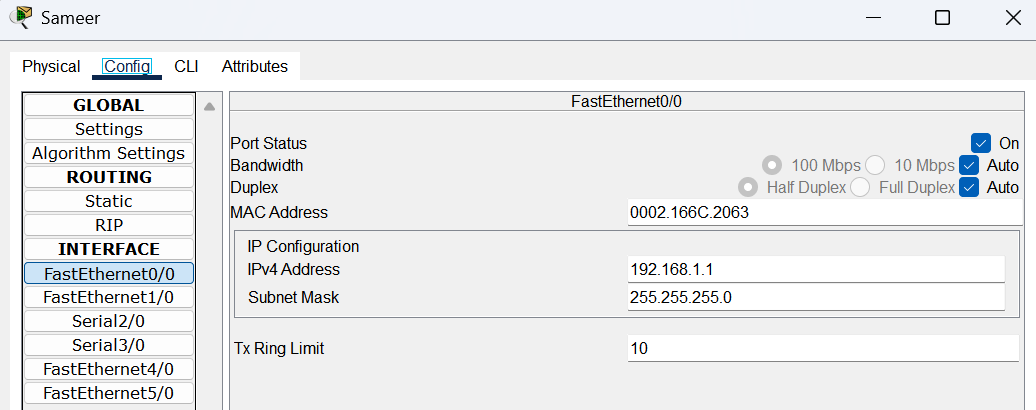 Sameer
Physical Config CLI Attributes
GLOBAL
Settings
Algorithm Settings
ROUTING
Static
RIP
INTERFACE
FastEthernet0/0
FastEthernet1/0
Serial2/0
Serial3/0
FastEthernet4/0
FastEthernet5/0
FastEthernet0/0
Port Status On
Bandwidth 100 Mbps 10 Mbps Auto
Duplex Half Duplex Full Duplex Auto
MAC Address 0002.166C.2063
IP Configuration
IPv4 Address 192.168.1.1
Subnet Mask 255.255.255.0
Tx Ring Limit 10